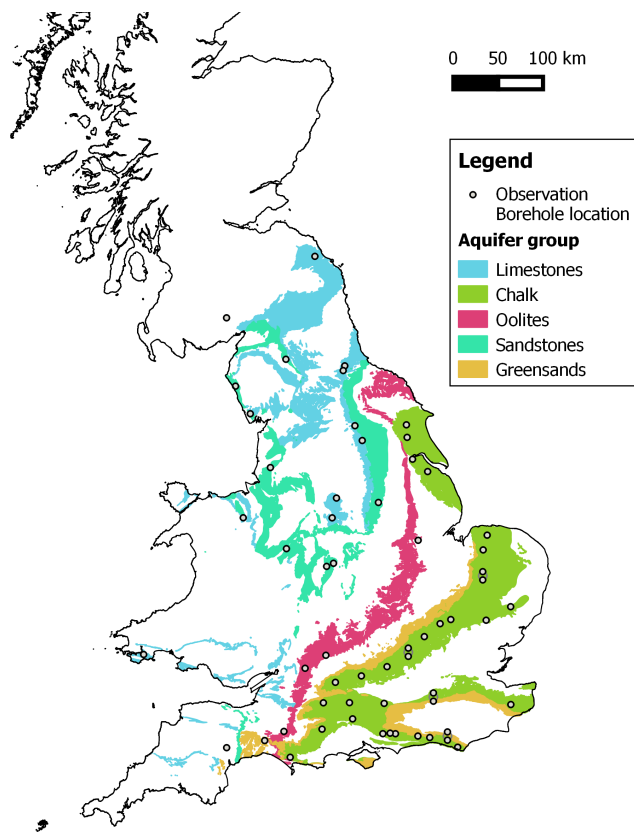 0 50 100 km
Legend
Observation
Borehole location
Aquifer group
Limestones
Chalk
Oolites
Sandstones
Greensands